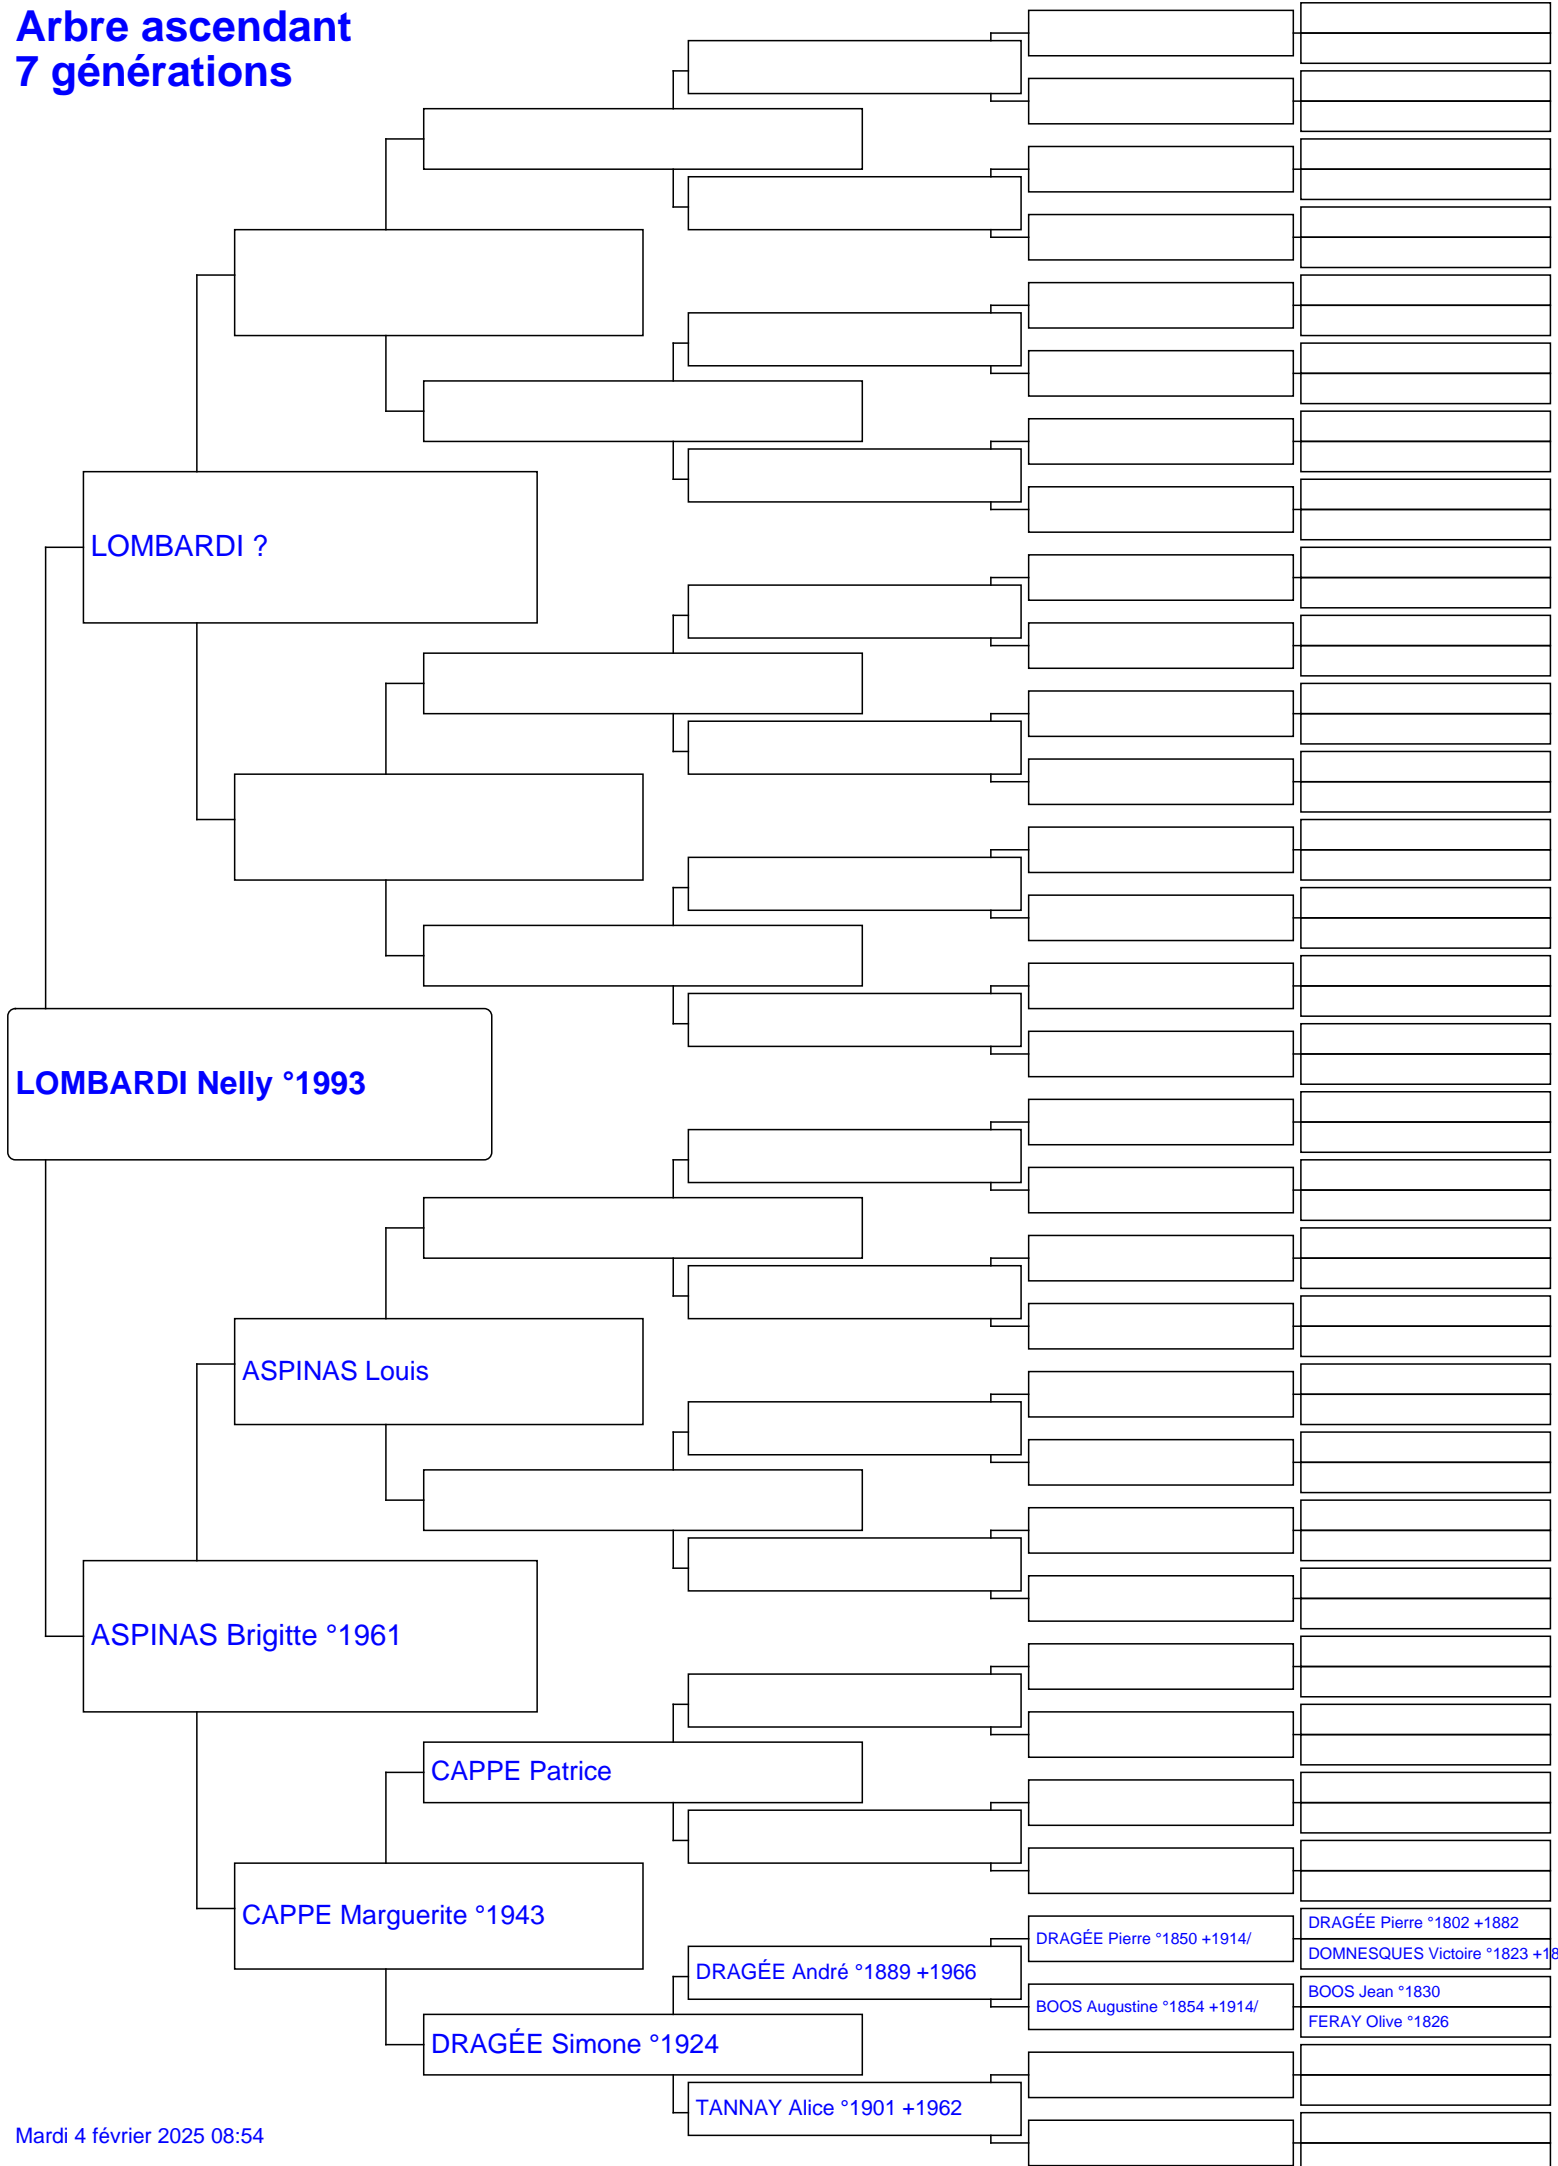 Arbre ascendant
7 générations
LOMBARDI ?
LOMBARDI Nelly °1993
ASPINAS Louis
ASPINAS Brigitte °1961
CAPPE Patrice
CAPPE Marguerite °1943
DRAGÉE Pierre °1802 +1882
DRAGÉE Pierre °1850 +1914/
DOMNESQUES Victoire °1823 +18
DRAGÉE André °1889 +1966
BOOS Jean °1830
BOOS Augustine °1854 +1914/
FERAY Olive °1826
DRAGÉE Simone °1924
TANNAY Alice °1901 +1962
Mardi 4 février 2025 08:54